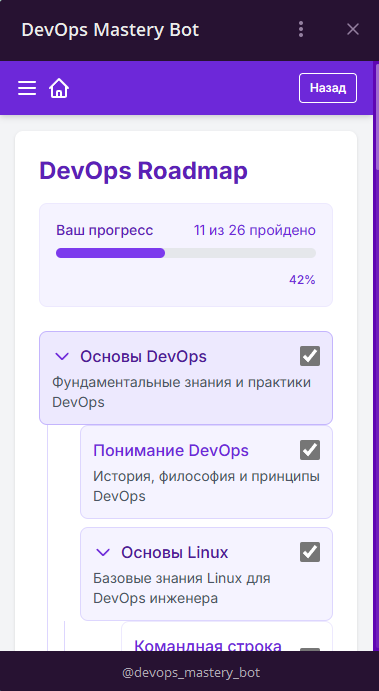 DevOps Mastery Bot
Назад
DevOps Roadmap
Ваш прогресс 11 из 26 пройдено
42%
Основы DevOps
Фундаментальные знания и практики
DevOps
Понимание DevOps
История, философия и принципы
DevOps
Основы Linux
Базовые знания Linux для
DevOps инженера
Командная строка
@devops_mastery_bot